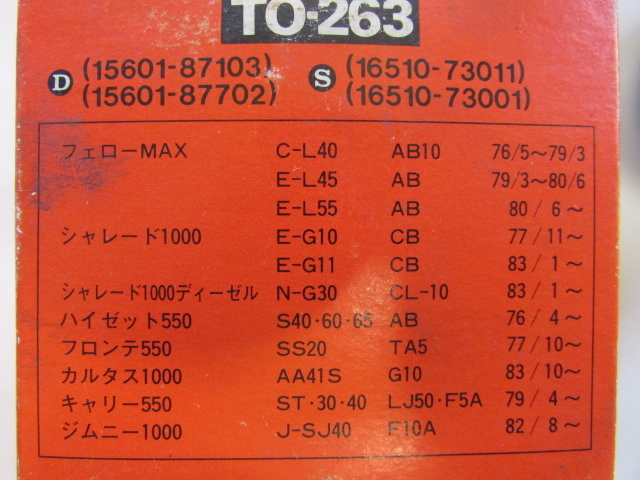 TO-263
D (15601-87103) S (16510-73011)
(15601-87702) (16510-73001)
フェローMAX C-L40 AB10 76/5～79/3
E-L45 AB 79/3～80/6
E-L55 AB 80/6～
シャレード1000 E-G10 CB 77/11～
E-G11 CB 83/1～
シャレード1000ディーゼル N-G30 CL-10 83/1～
ハイゼット550 S40·60·65 AB 76/4～
フロンテ550 SS20 TA5 77/10～
カルタス1000 AA41S G10 83/10～
キャリー550 ST·30·40 LJ50·F5A 79/4～
ジムニー1000 J-SJ40 F10A 82/8～